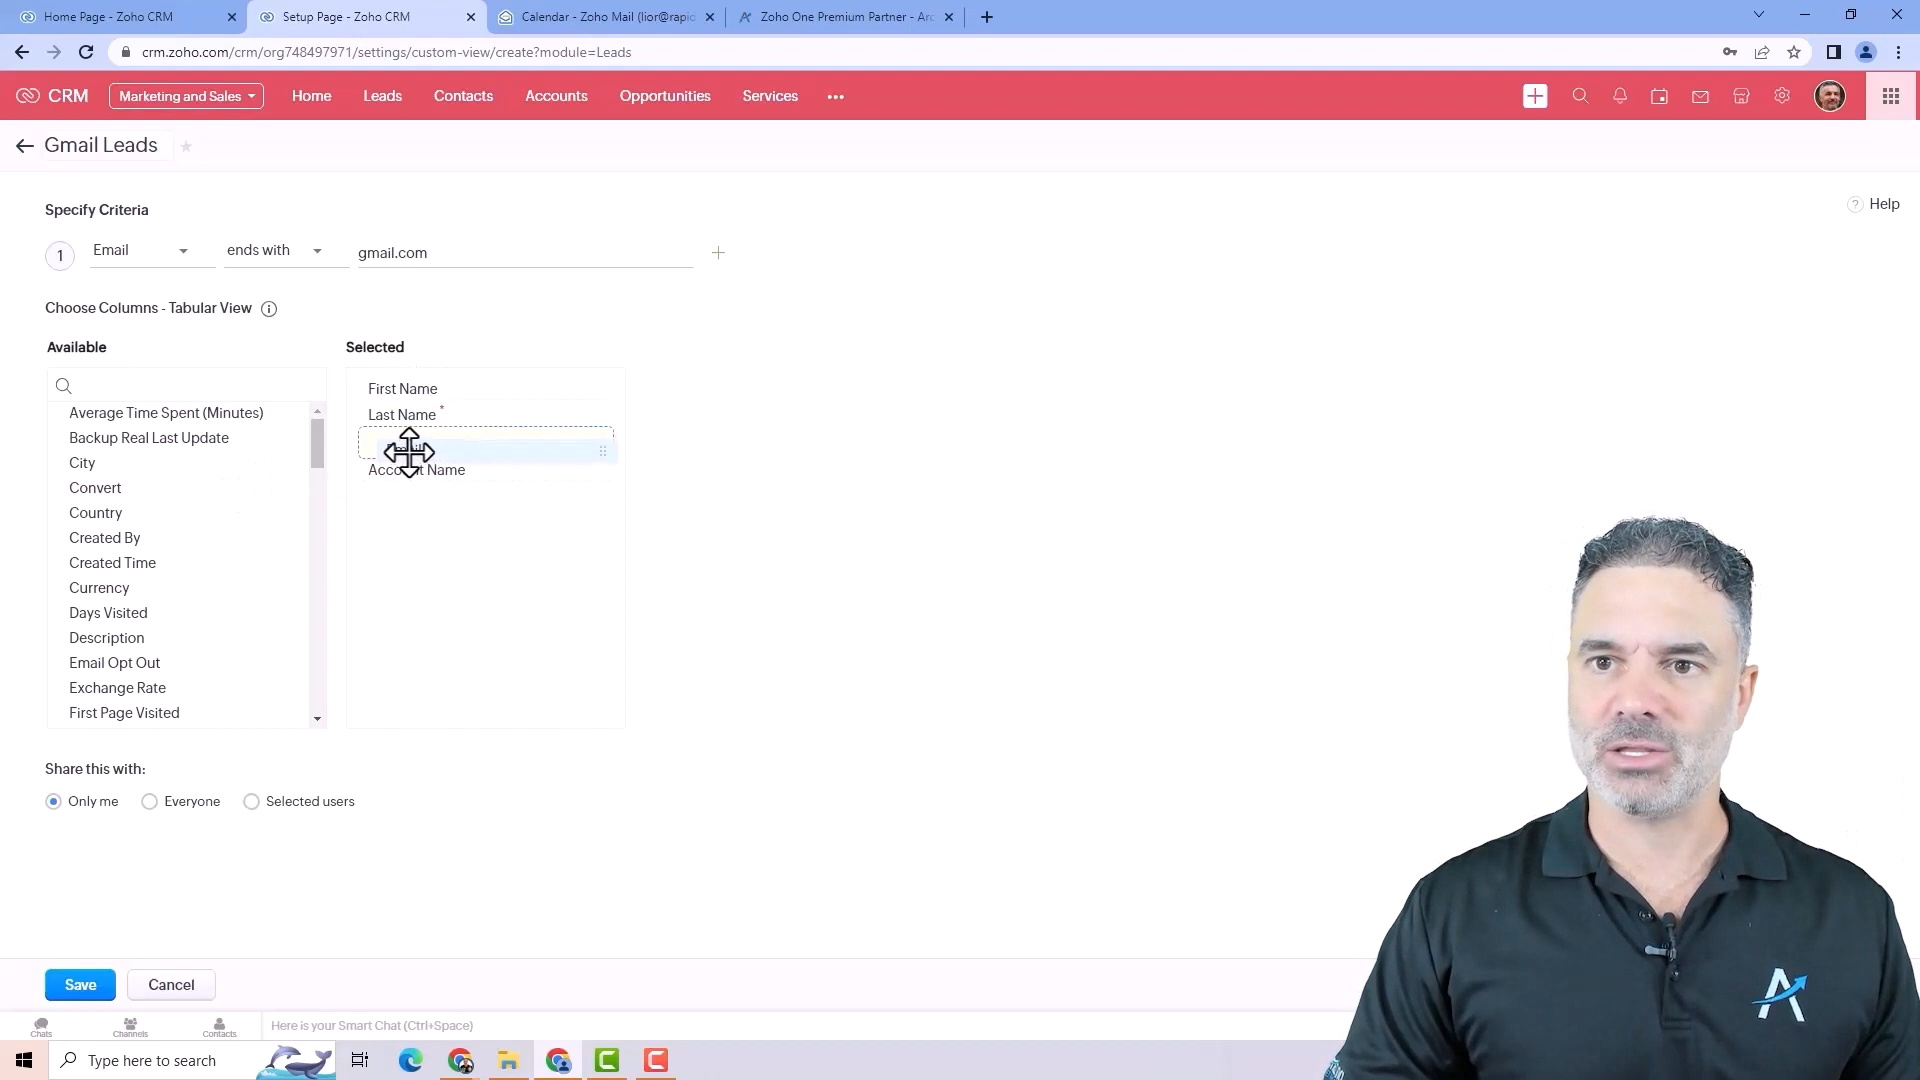 Home Page - Zoho CRM
Setup Page - Zoho CRM
Calendar - Zoho Mail (lior@rapid
Zoho One Premium Partner - Arc
crm.zoho.com/crm/org748497971/settings/custom-view/create?module=Leads
CRM
Marketing and Sales
Home
Leads
Contacts
Accounts
Opportunities
Services
Gmail Leads
Help
Specify Criteria
1
Email
ends with
gmail.com
Choose Columns - Tabular View
Available
Selected
Average Time Spent (Minutes)
Backup Real Last Update
City
Convert
Country
Created By
Created Time
Currency
Days Visited
Description
Email Opt Out
Exchange Rate
First Page Visited
First Name
Last Name *
Account Name
Share this with:
Only me
Everyone
Selected users
Save
Cancel
Chats
Channels
Contacts
Here is your Smart Chat (Ctrl+Space)
Type here to search